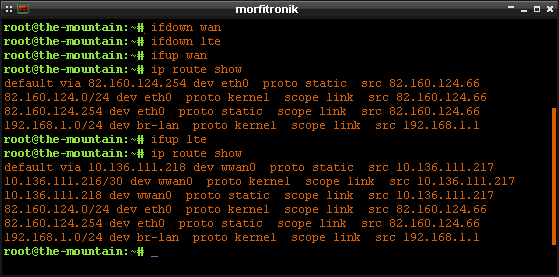 morfitronik
root@the-mountain:~# ifdown wan
root@the-mountain:~# ifdown lte
root@the-mountain:~# ifup wan
root@the-mountain:~# ip route show
default via 82.160.124.254 dev eth0  proto static  src 82.160.124.66
82.160.124.0/24 dev eth0  proto kernel  scope link  src 82.160.124.66
82.160.124.254 dev eth0  proto static  scope link  src 82.160.124.66
192.168.1.0/24 dev br-lan  proto kernel  scope link  src 192.168.1.1
root@the-mountain:~# ifup lte
root@the-mountain:~# ip route show
default via 10.136.111.218 dev wwan0  proto static  src 10.136.111.217
10.136.111.216/30 dev wwan0  proto kernel  scope link  src 10.136.111.217
10.136.111.218 dev wwan0  proto static  scope link  src 10.136.111.217
82.160.124.0/24 dev eth0  proto kernel  scope link  src 82.160.124.66
82.160.124.254 dev eth0  proto static  scope link  src 82.160.124.66
192.168.1.0/24 dev br-lan  proto kernel  scope link  src 192.168.1.1
root@the-mountain:~# _